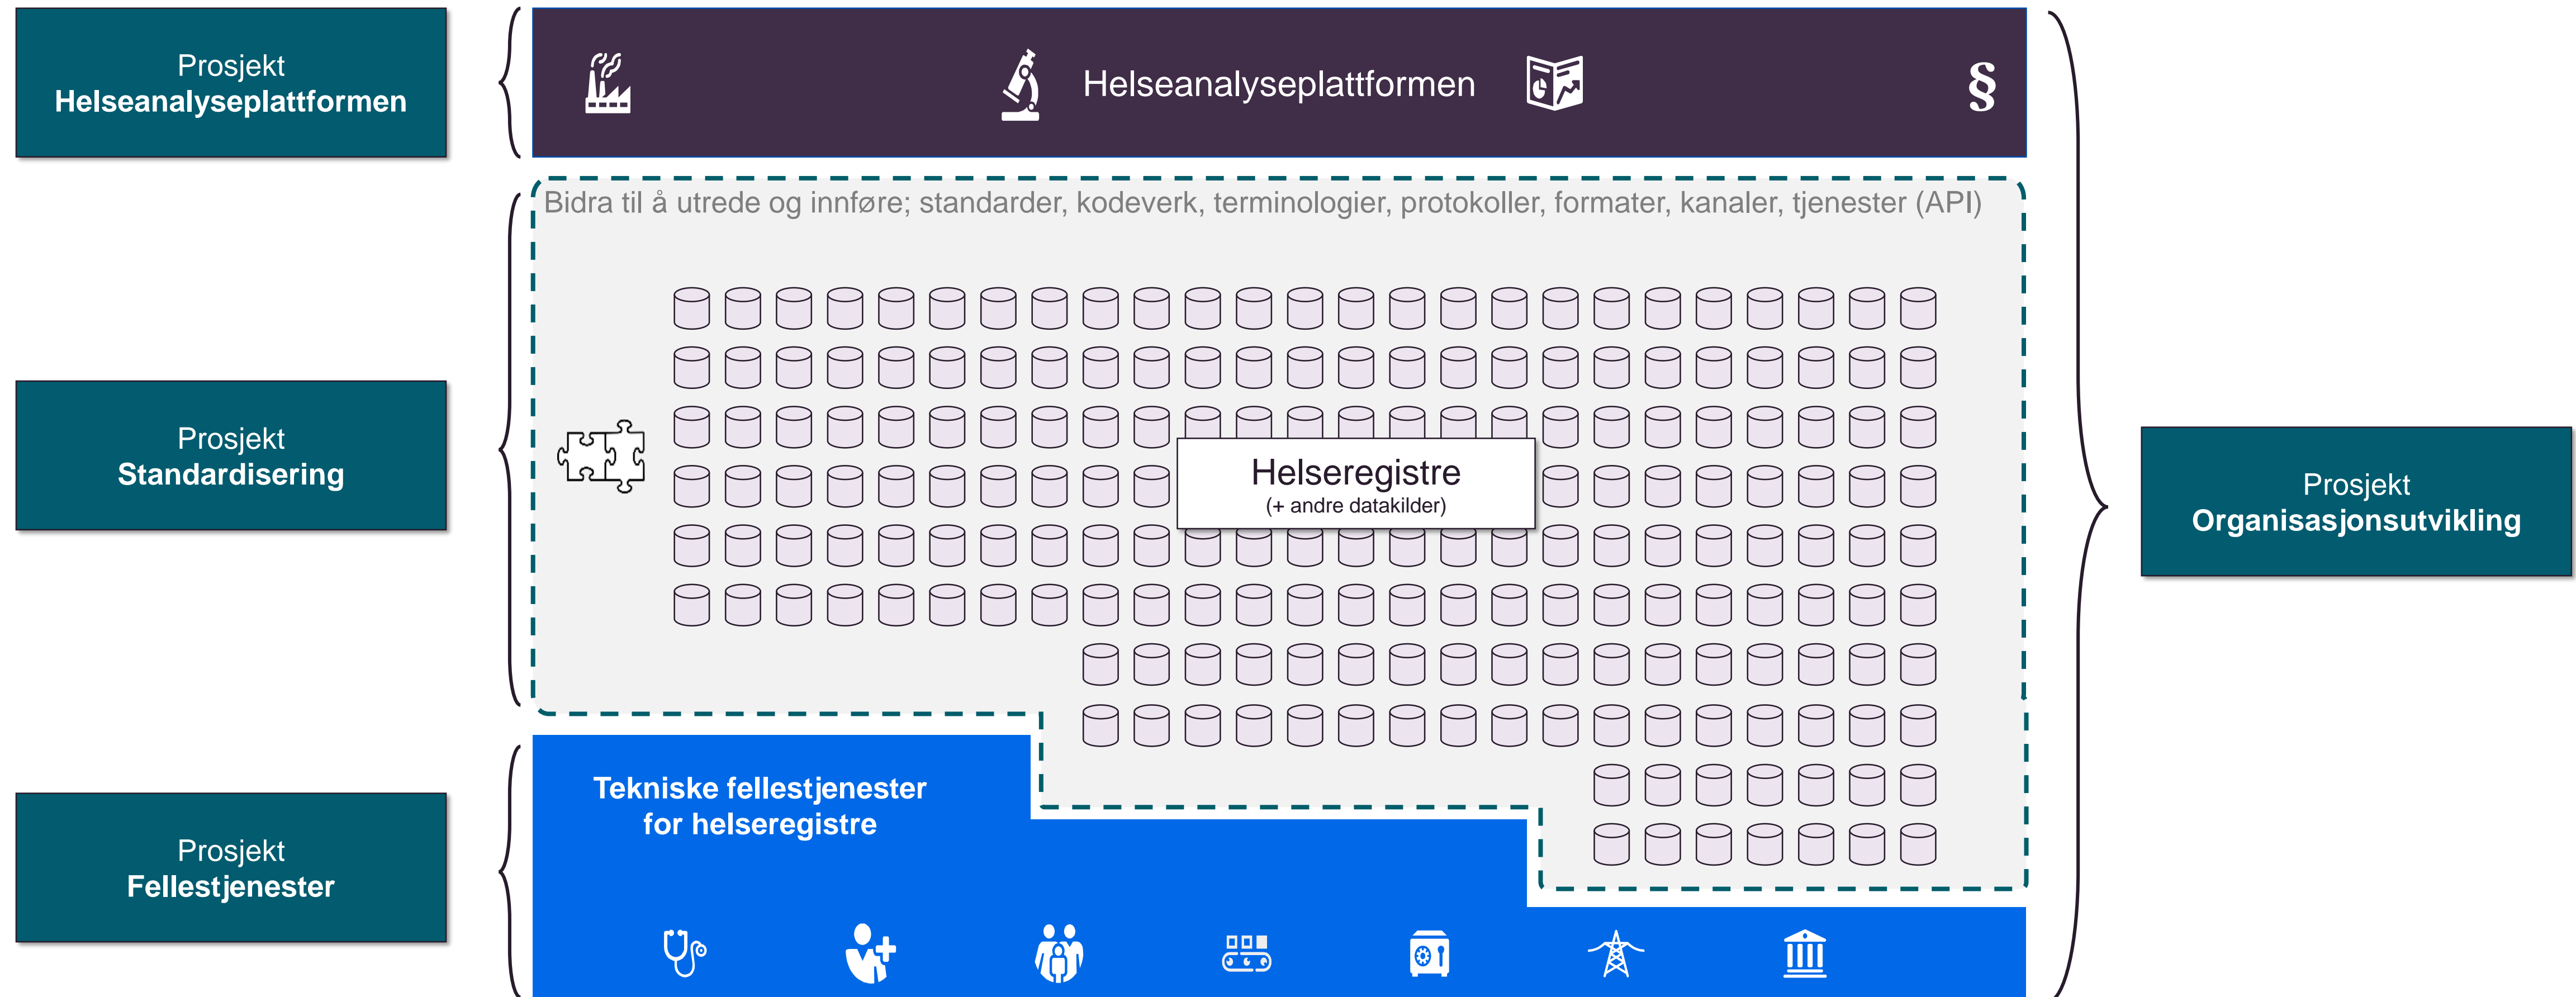 Prosjekt
Helseanalyseplattformen
Helseanalyseplattformen
§
Bidra til å utrede og innføre; standarder, kodeverk, terminologier, protokoller, formater, kanaler, tjenester (API)
Prosjekt
Standardisering
Helseregistre
(+ andre datakilder)
Prosjekt
Organisasjonsutvikling
Prosjekt
Fellestjenester
Tekniske fellestjenester
for helseregistre